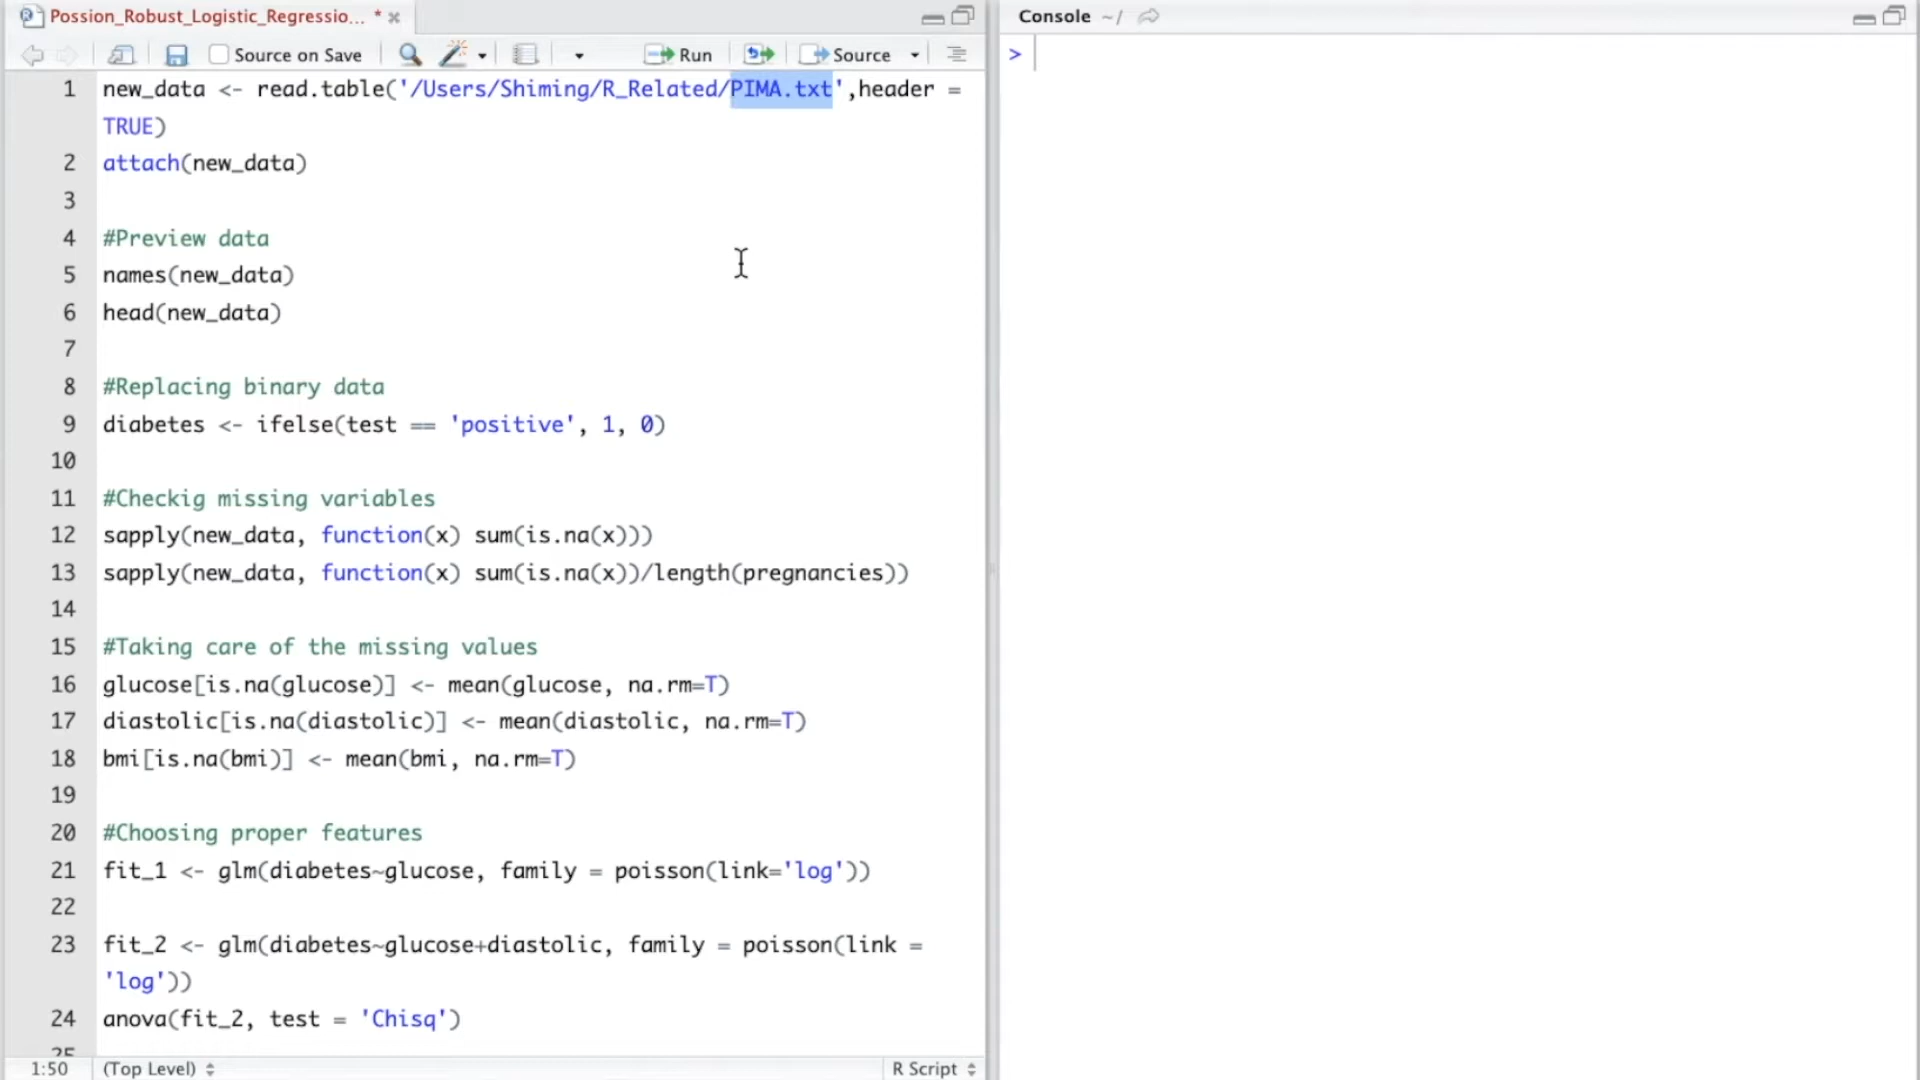 Possion_Robust_Logistic_Regressio... *
Source on Save
Run
Source
1 new_data <- read.table('/Users/Shiming/R_Related/PIMA.txt',header =
TRUE)
2 attach(new_data)
3
4 #Preview data
5 names(new_data)
6 head(new_data)
7
8 #Replacing binary data
9 diabetes <- ifelse(test == 'positive', 1, 0)
10
11 #Checkig missing variables
12 sapply(new_data, function(x) sum(is.na(x)))
13 sapply(new_data, function(x) sum(is.na(x))/length(pregnancies))
14
15 #Taking care of the missing values
16 glucose[is.na(glucose)] <- mean(glucose, na.rm=T)
17 diastolic[is.na(diastolic)] <- mean(diastolic, na.rm=T)
18 bmi[is.na(bmi)] <- mean(bmi, na.rm=T)
19
20 #Choosing proper features
21 fit_1 <- glm(diabetes~glucose, family = poisson(link='log'))
22
23 fit_2 <- glm(diabetes~glucose+diastolic, family = poisson(link =
'log'))
24 anova(fit_2, test = 'Chisq')
25
1:50 (Top Level) R Script
Console ~/
>